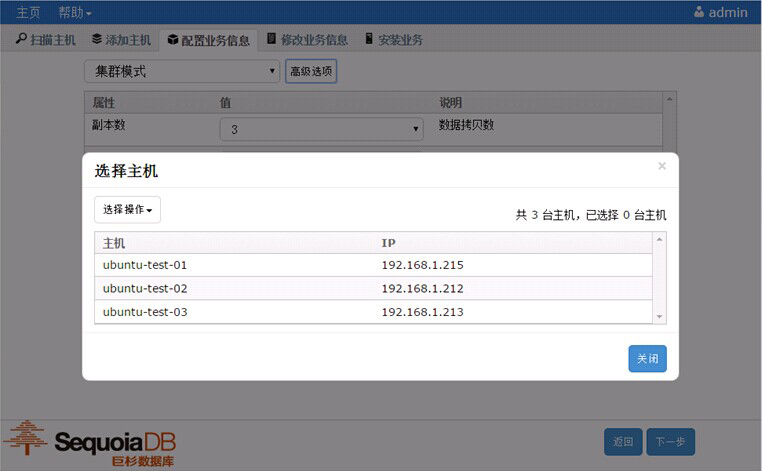 主页 帮助 admin
扫描主机 添加主机 配置业务信息 修改业务信息 安装业务
集群模式 高级选项
属性 值 说明
副本数 3 数据拷贝数
选择主机 ×
选择操作
共 3 台主机，已选择 0 台主机
主机 IP
ubuntu-test-01 192.168.1.215
ubuntu-test-02 192.168.1.212
ubuntu-test-03 192.168.1.213
关闭
SequoiaDB
巨杉数据库
返回 下一步